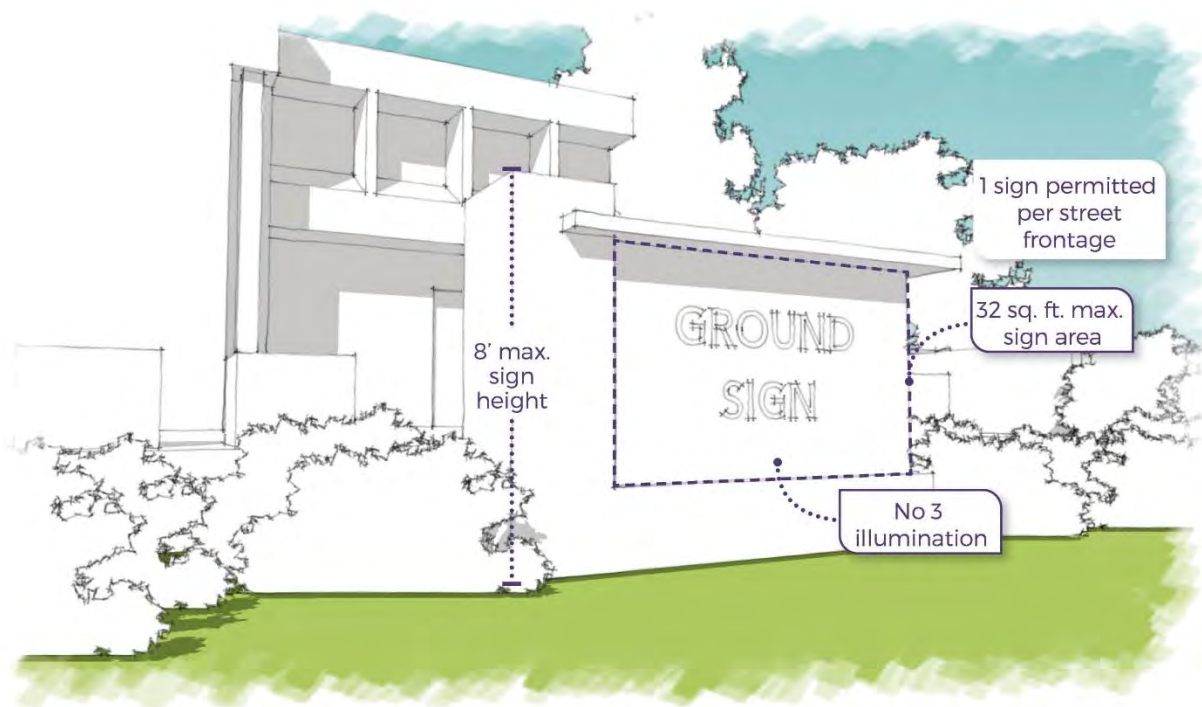 1 sign permitted
per street
frontage
32 sq. ft. max.
sign area
GROUND
SIGN
8’ max.
sign
height
No 3
illumination